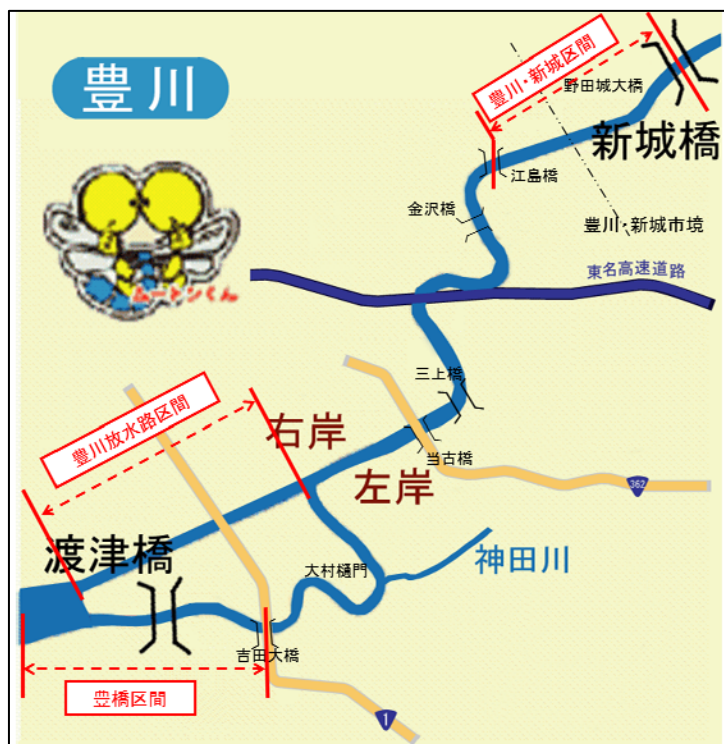 豊川
豊川・新城区間
野田城大橋
新城橋
江島橋
金沢橋
豊川・新城市境
東名高速道路
ムートンくん
三上橋
豊川放水路区間
右岸
当古橋
左岸
362
渡津橋
大村樋門
神田川
吉田大橋
豊橋区間
1